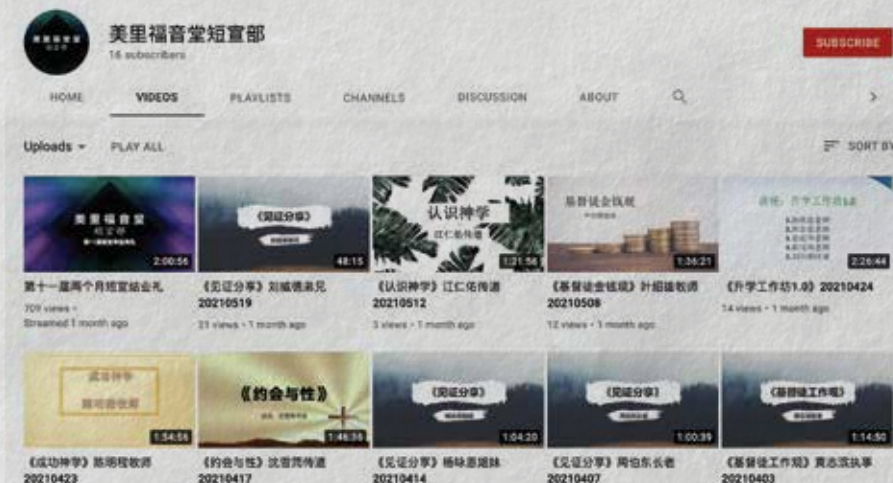 美里福音堂短宣部
16 subscribers
SUBSCRIBE
HOME VIDEOS PLAYLISTS CHANNELS DISCUSSION ABOUT
Uploads PLAY ALL SORT BY
美里福音堂
短宣部
2:00:56
《见证分享》
48:15
认识神学
江仁佑传道
1:21:56
基督徒金钱观
1:36:21
2:26:44
第十一届两个月短宣结业礼
709 views •
Streamed 1 month ago
《见证分享》刘威德弟兄
20210519
21 views • 1 month ago
《认识神学》江仁佑传道
20210512
3 views • 1 month ago
《基督徒金钱观》叶绍雄牧师
20210508
12 views • 1 month ago
《升学工作坊1.0》20210424
14 views • 1 month ago
成功神学
陈明程牧师
1:54:56
《约会与性》
1:46:36
《见证分享》
1:04:20
《见证分享》
1:00:39
《基督徒工作观》
1:14:50
《成功神学》陈明程牧师
20210423
《约会与性》沈雪芳传道
20210417
《见证分享》杨咏恩姐妹
20210414
《见证分享》周伯东长老
20210407
《基督徒工作观》黄志滨执事
20210403